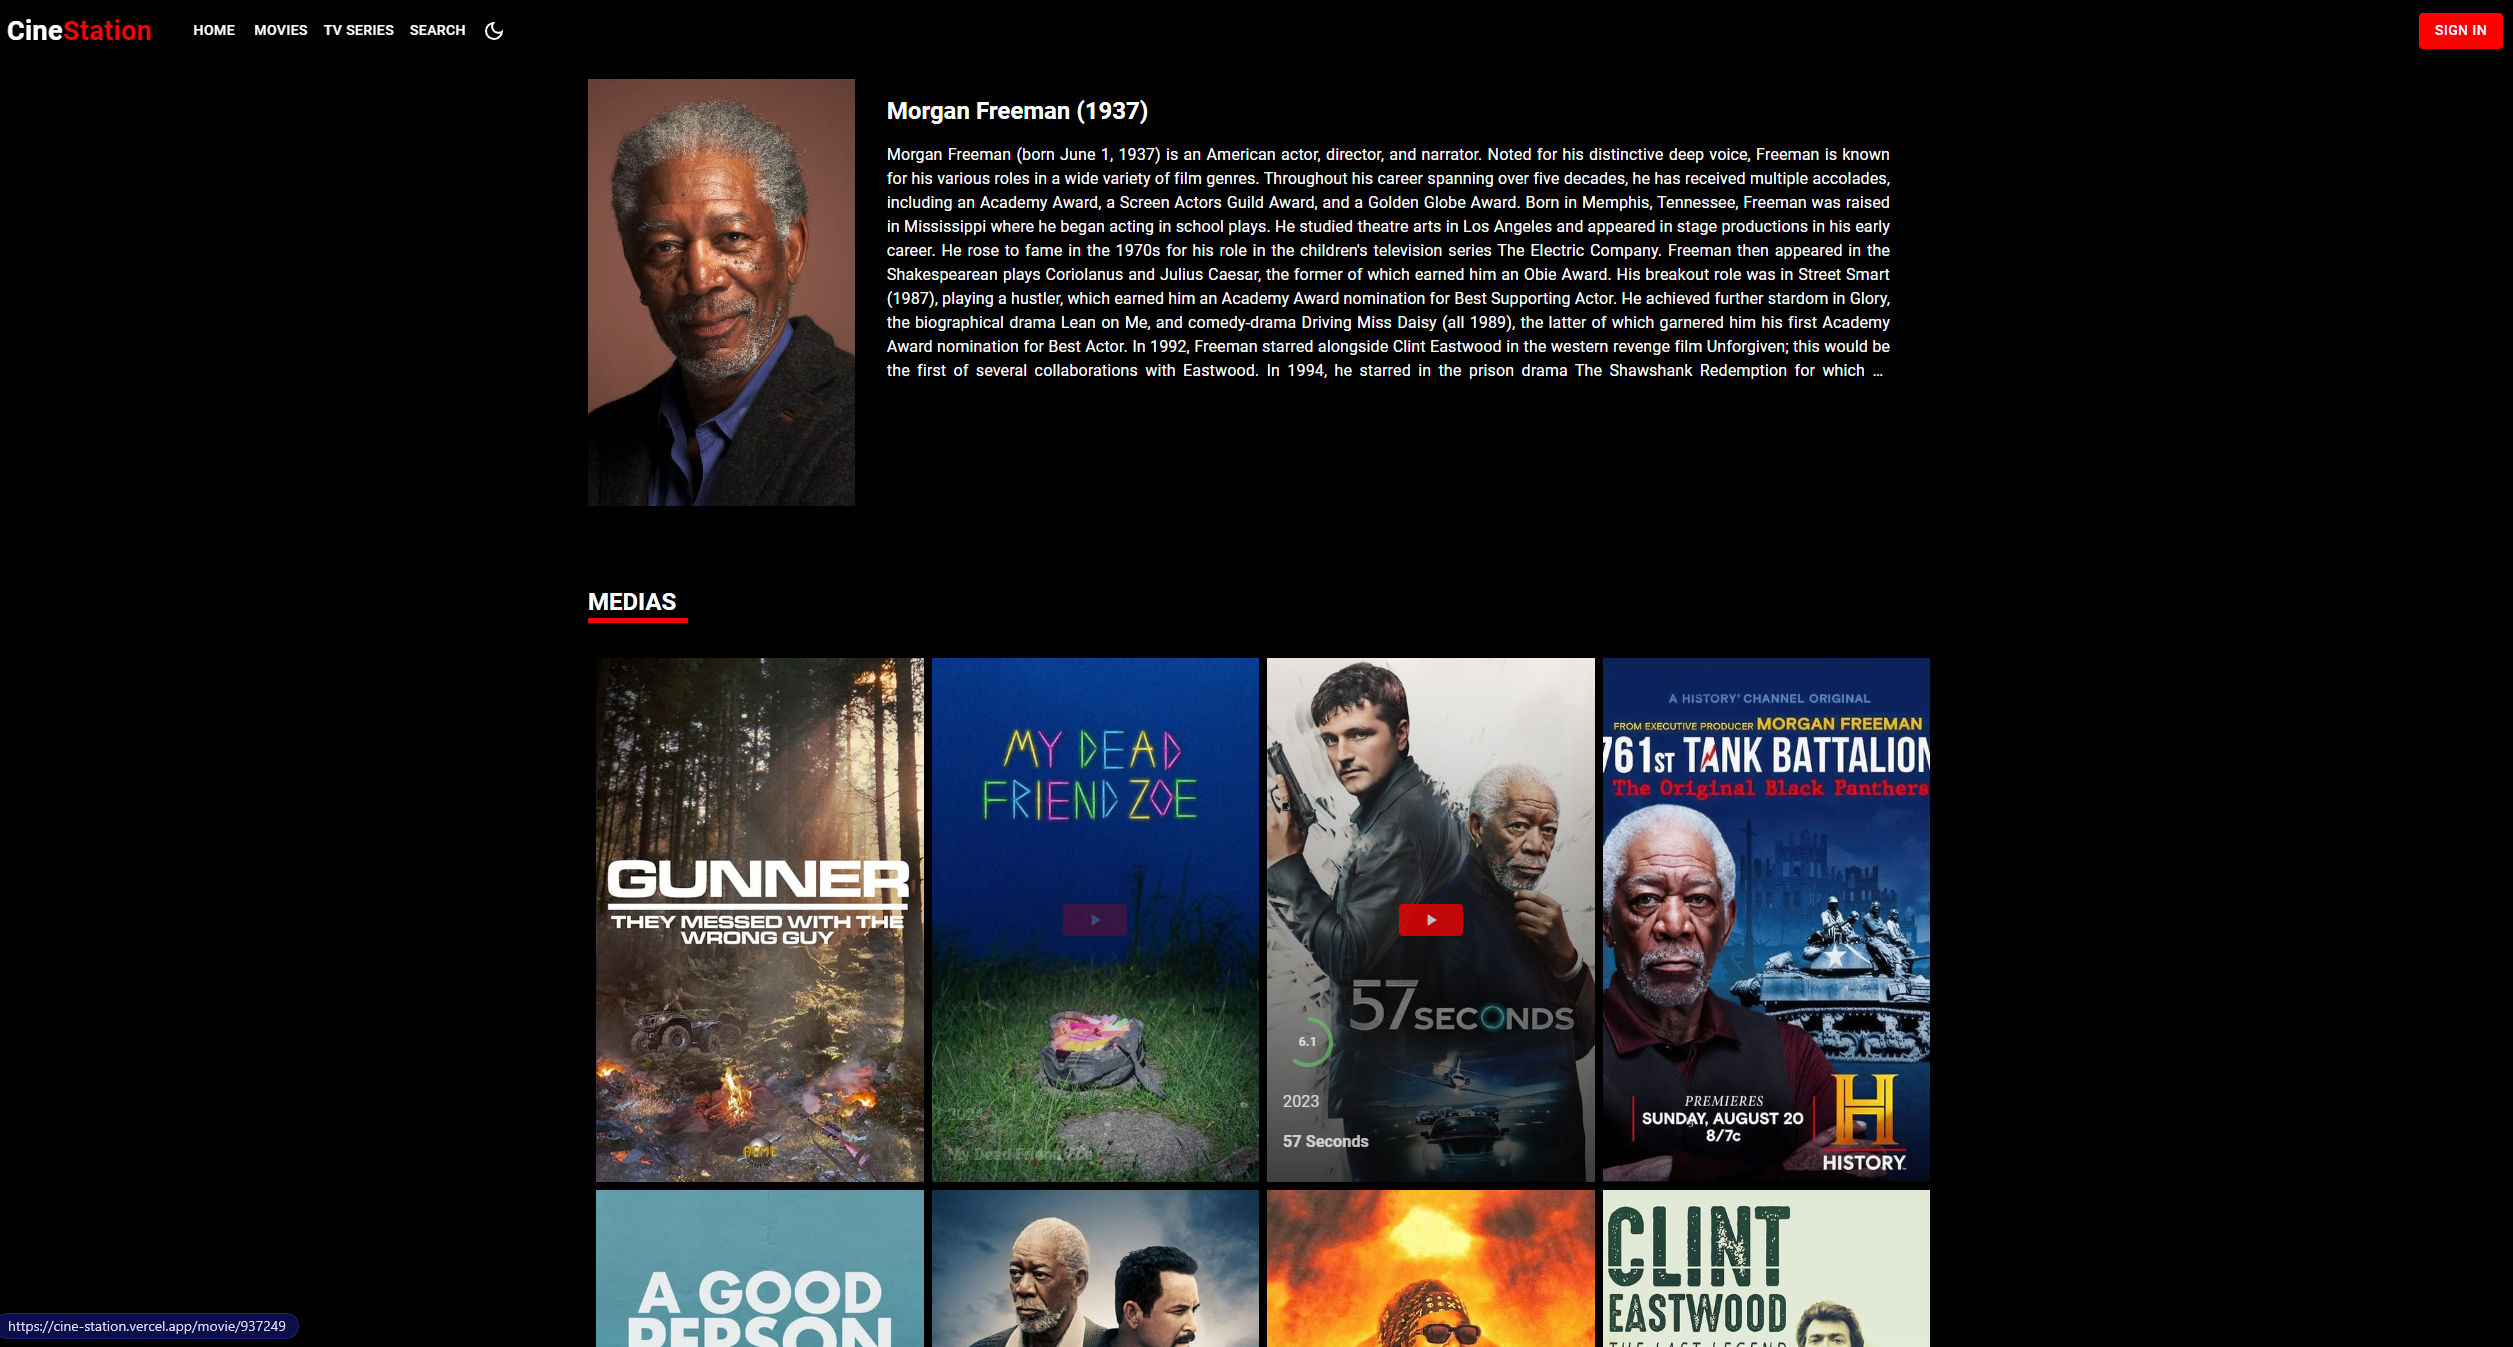 CineStation
HOME
MOVIES
TV SERIES
SEARCH
SIGN IN
Morgan Freeman (1937)
Morgan Freeman (born June 1, 1937) is an American actor, director, and narrator. Noted for his distinctive deep voice, Freeman is known
for his various roles in a wide variety of film genres. Throughout his career spanning over five decades, he has received multiple accolades,
including an Academy Award, a Screen Actors Guild Award, and a Golden Globe Award. Born in Memphis, Tennessee, Freeman was raised
in Mississippi where he began acting in school plays. He studied theatre arts in Los Angeles and appeared in stage productions in his early
career. He rose to fame in the 1970s for his role in the children's television series The Electric Company. Freeman then appeared in the
Shakespearean plays Coriolanus and Julius Caesar, the former of which earned him an Obie Award. His breakout role was in Street Smart
(1987), playing a hustler, which earned him an Academy Award nomination for Best Supporting Actor. He achieved further stardom in Glory,
the biographical drama Lean on Me, and comedy-drama Driving Miss Daisy (all 1989), the latter of which garnered him his first Academy
Award nomination for Best Actor. In 1992, Freeman starred alongside Clint Eastwood in the western revenge film Unforgiven; this would be
the first of several collaborations with Eastwood. In 1994, he starred in the prison drama The Shawshank Redemption for which ...
MEDIAS
GUNNER
THEY MESSED WITH THE
WRONG GUY
ACME
MY DEAD
FRIEND ZOE
My Dead Friend Zoe
57 SECONDS
6.1
2023
57 Seconds
A HISTORY® CHANNEL ORIGINAL
FROM EXECUTIVE PRODUCER MORGAN FREEMAN
761ST TANK BATTALION
The Original Black Panthers
PREMIERES
SUNDAY, AUGUST 20
8/7c
H
HISTORY
A GOOD
PERSON
CLINT
EASTWOOD
THE LAST LEGEND
https://cine-station.vercel.app/movie/937249